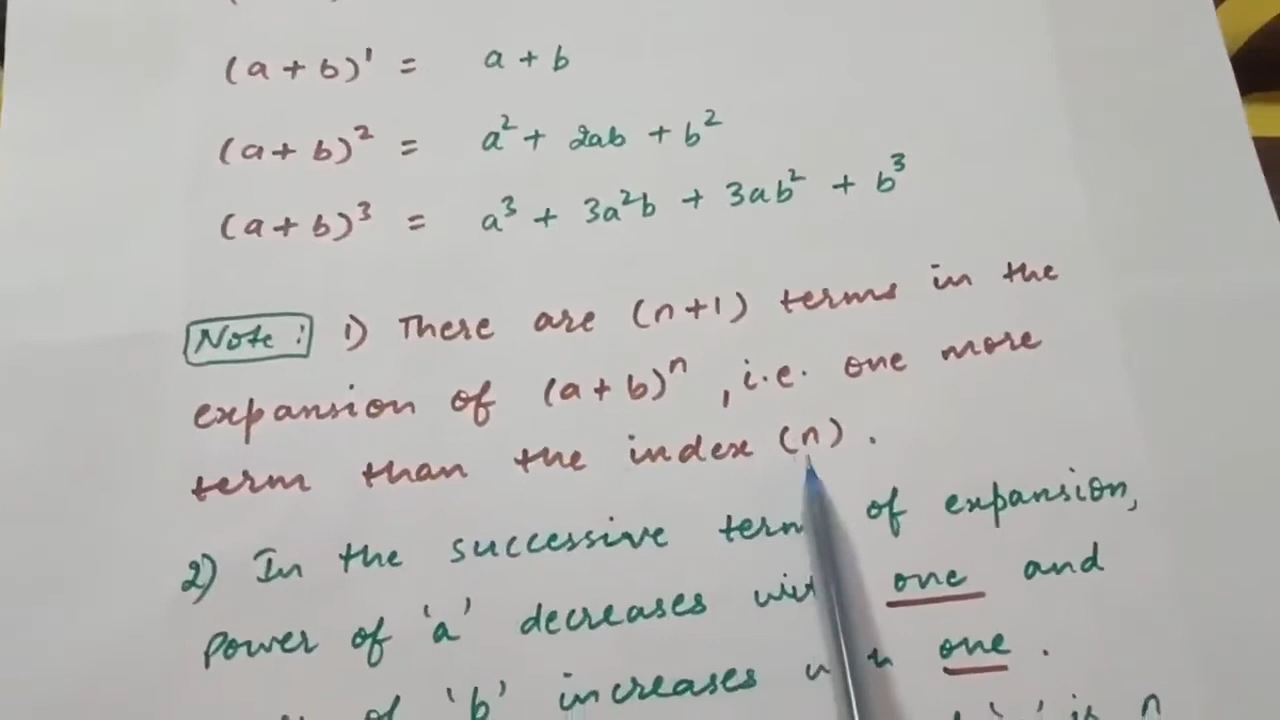 (a + b)¹ = a + b
(a + b)² = a² + 2ab + b²
(a + b)³ = a³ + 3a²b + 3ab² + b³
Note: 1) There are (n+1) terms in the
expansion of (a + b)ⁿ, i.e. one more
term than the index (n).
2) In the successive of expansion,
power of 'a' decreases one and
of 'b' increases one.
is n